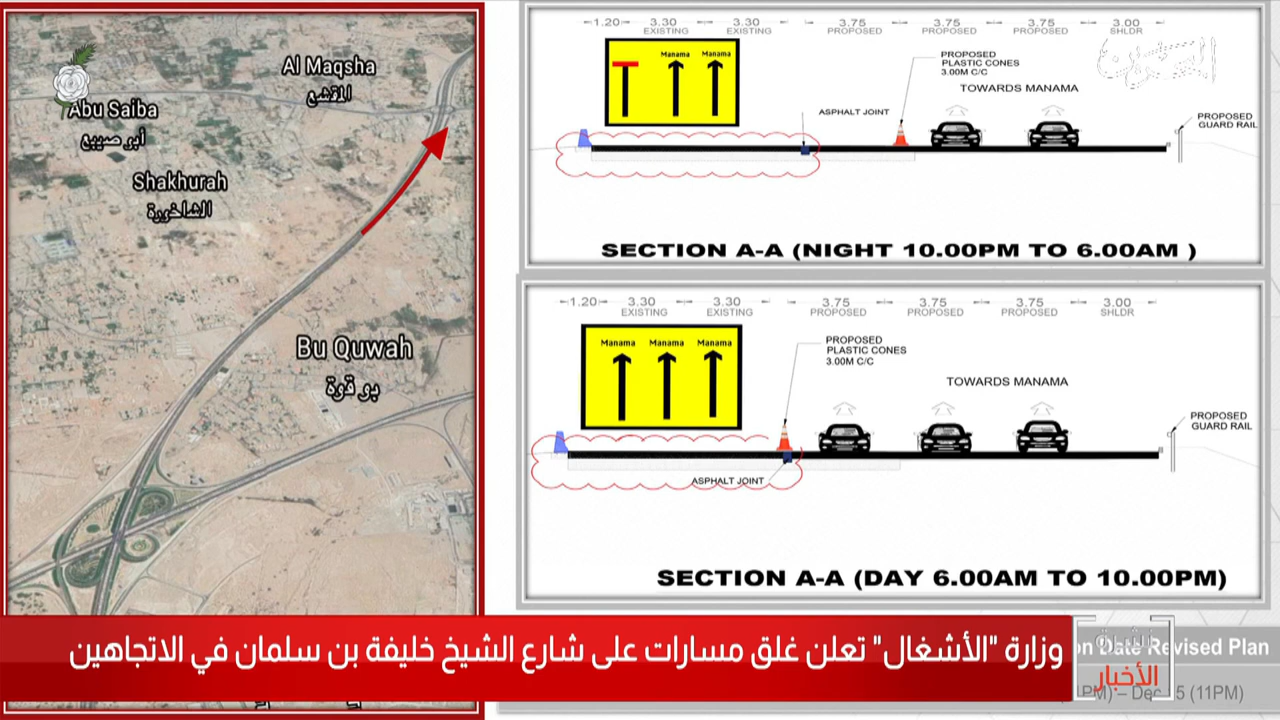 Al Maqsha
المقشع
Abu Saiba
أبو صيبع
Shakhurah
الشاخورة
Bu Quwah
بو قوة
1.20 3.30 3.30 3.75 3.75 3.75 3.00
EXISTING EXISTING PROPOSED PROPOSED PROPOSED SHLDR
Manama Manama
PROPOSED
PLASTIC CONES
3.00M C/C
TOWARDS MANAMA
ASPHALT JOINT
PROPOSED
GUARD RAIL
SECTION A-A (NIGHT 10.00PM TO 6.00AM )
1.20 3.30 3.30 3.75 3.75 3.75 3.00
EXISTING EXISTING PROPOSED PROPOSED PROPOSED SHLDR
Manama Manama Manama
PROPOSED
PLASTIC CONES
3.00M C/C
TOWARDS MANAMA
PROPOSED
GUARD RAIL
ASPHALT JOINT
SECTION A-A (DAY 6.00AM TO 10.00PM)
وزارة "الأشغال" تعلن غلق مسارات على شارع الشيخ خليفة بن سلمان في الاتجاهين
الأخبار
Date Revised Plan
5 (11PM)